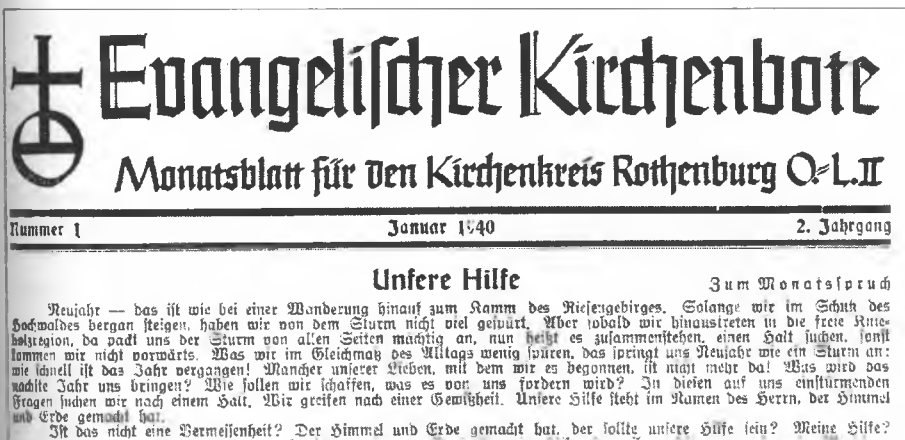 Evangelischer Kirchenbote
Monatsblatt für den Kirchenkreis Rothenburg O.-L. II
Nummer 1 Januar 1940 2. Jahrgang
Unsere Hilfe Zum Monatsspruch
Neujahr — das ist wie bei einer Wanderung hinauf zum Kamm des Riesengebirges. Solange wir im Schutz des
Hochwaldes bergan steigen, haben wir von dem Sturm nicht viel gespürt. Aber sobald wir hinaustreten in die freie Knie-
holzregion, da packt uns der Sturm von allen Seiten mächtig an, nun heißt es zusammenstehen, einen Halt suchen, sonst
kommen wir nicht vorwärts. Was wir im Gleichmaß des Alltags wenig spüren, das springt uns Neujahr wie ein Sturm an:
wie schnell ist das Jahr vergangen! Mancher unserer Lieben, mit dem wir es begonnen, ist nicht mehr da! Was wird das
nächste Jahr uns bringen? Wie sollen wir schaffen, was es von uns fordern wird? In diesen auf uns einstürmenden
Fragen suchen wir nach einem Halt. Wir greifen nach einer Gewißheit. Unsere Hilfe steht im Namen des Herrn, der Himmel
und Erde gemacht hat.
Ist das nicht eine Vermessenheit? Der Himmel und Erde gemacht hat, der sollte unsere Hilfe sein? Meine Hilfe?